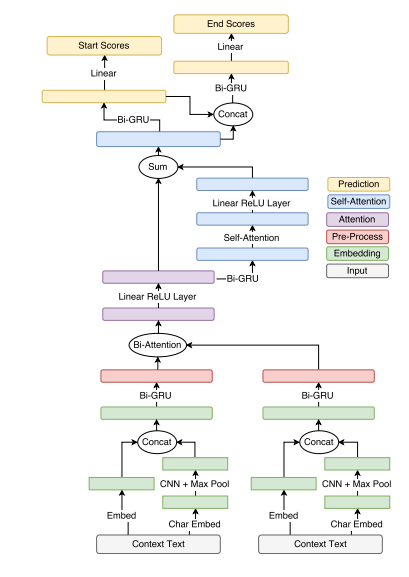 End Scores
Start Scores
Linear
Linear
Bi-GRU
Concat
Bi-GRU
Sum
Prediction
Linear ReLU Layer
Self-Attention
Attention
Self-Attention
Pre-Process
Embedding
Bi-GRU
Input
Linear ReLU Layer
Bi-Attention
Bi-GRU
Bi-GRU
Concat
Concat
CNN + Max Pool
CNN + Max Pool
Embed
Char Embed
Embed
Char Embed
Context Text
Context Text